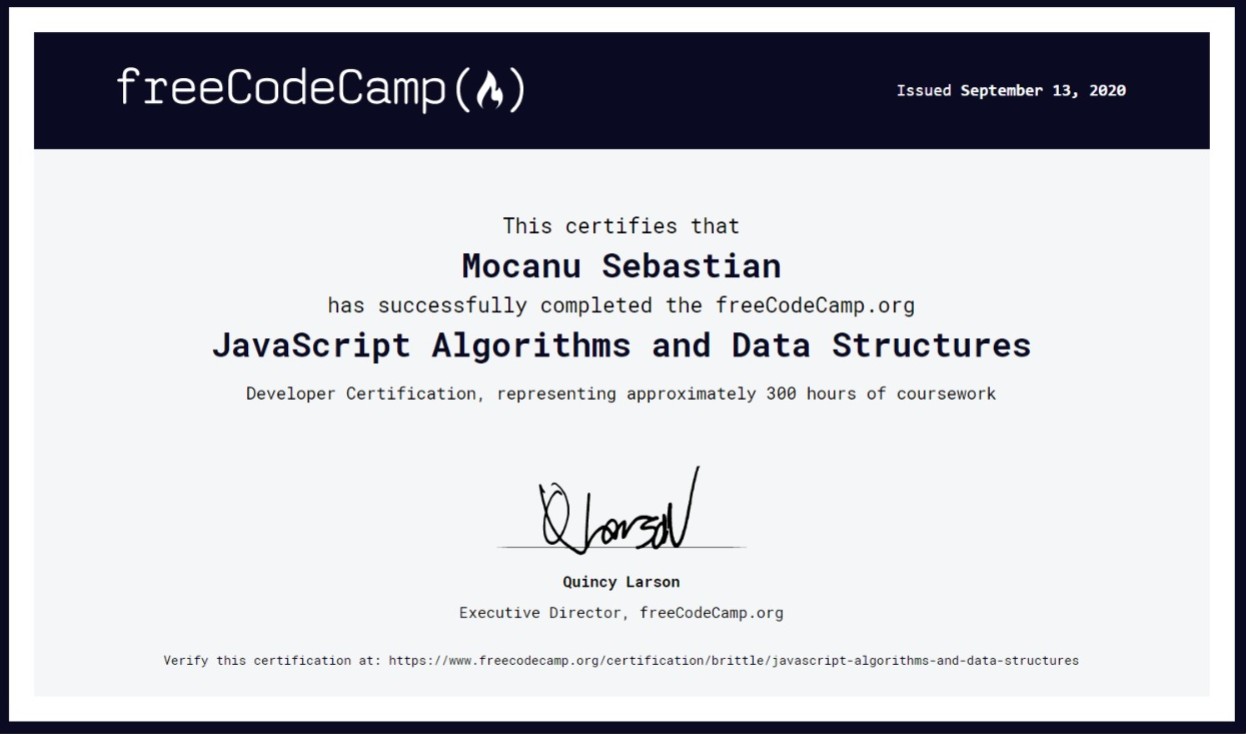 freeCodeCamp(🔥)
Issued September 13, 2020
This certifies that
Mocanu Sebastian
has successfully completed the freeCodeCamp.org
JavaScript Algorithms and Data Structures
Developer Certification, representing approximately 300 hours of coursework
Q Larson
Quincy Larson
Executive Director, freeCodeCamp.org
Verify this certification at: https://www.freecodecamp.org/certification/brittle/javascript-algorithms-and-data-structures